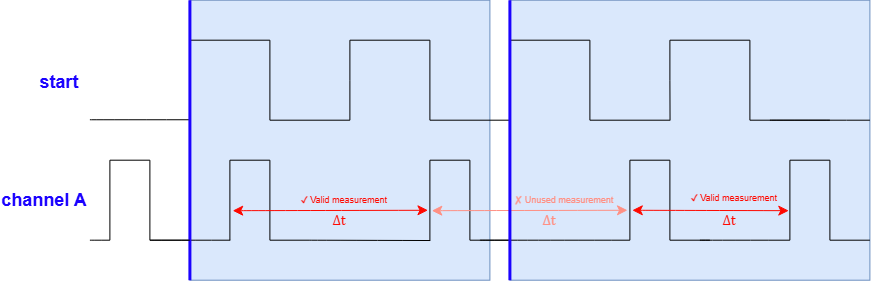 start
channel A
✓ Valid measurement
Δt
✗ Unused measurement
Δt
✓ Valid measurement
Δt